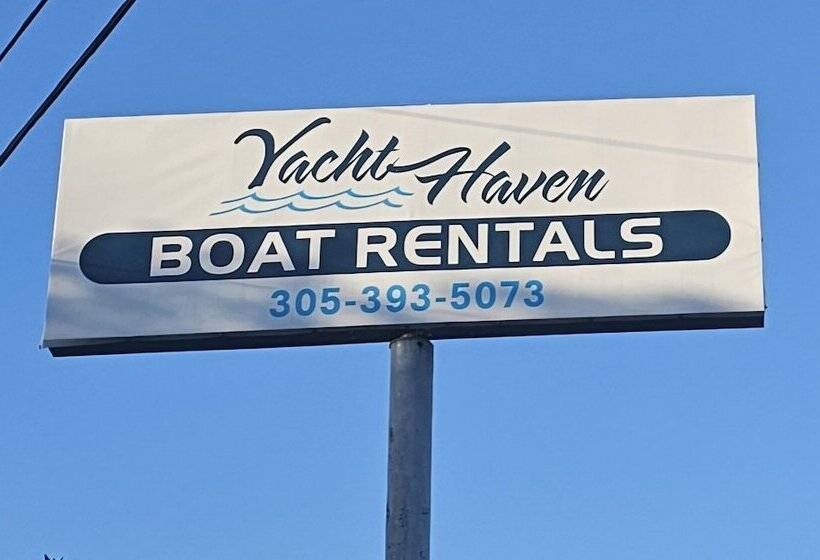 Yacht Haven
BOAT RENTALS
305-393-5073